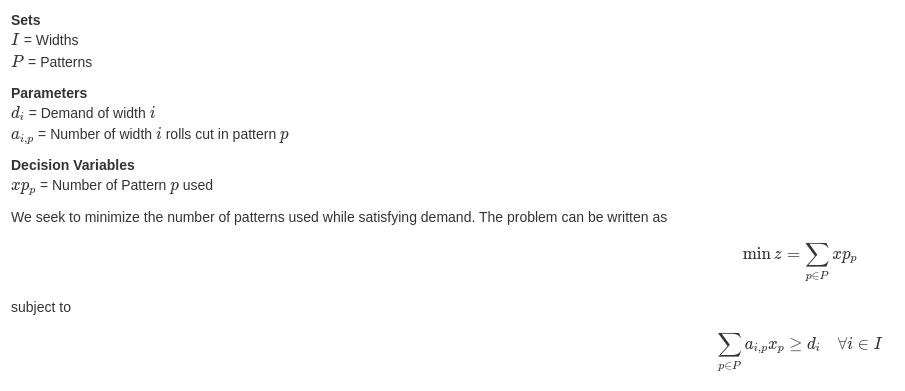 Sets
I = Widths
P = Patterns
Parameters
d_i = Demand of width i
a_{i,p} = Number of width i rolls cut in pattern p
Decision Variables
xp_p = Number of Pattern p used
We seek to minimize the number of patterns used while satisfying demand. The problem can be written as
min z = ∑_{p∈P} xp_p
subject to
∑_{p∈P} a_{i,p} x_p ≥ d_i ∀i ∈ I